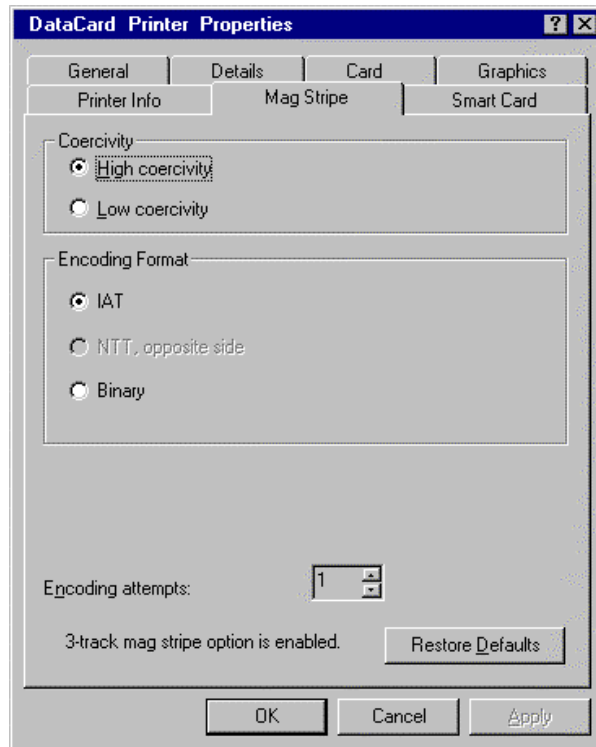 DataCard Printer Properties ? X
General Details Card Graphics
Printer Info Mag Stripe Smart Card
Coercivity
High coercivity
Low coercivity
Encoding Format
IAT
NTT, opposite side
Binary
Encoding attempts: 1
3-track mag stripe option is enabled. Restore Defaults
OK Cancel Apply